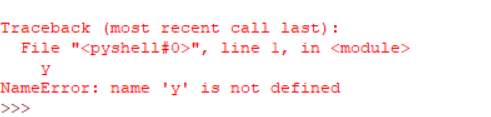 Traceback (most recent call last):
  File "<pyshell#0>", line 1, in <module>
    y
NameError: name 'y' is not defined
>>>